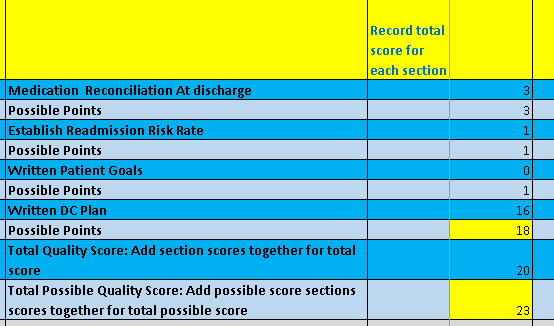 Record total
score for
each section
Medication Reconciliation At discharge 3
Possible Points 3
Establish Readmission Risk Rate 1
Possible Points 1
Written Patient Goals 0
Possible Points 1
Written DC Plan 16
Possible Points 18
Total Quality Score: Add section scores together for total
score 20
Total Possible Quality Score: Add possible score sections
scores together for total possible score 23